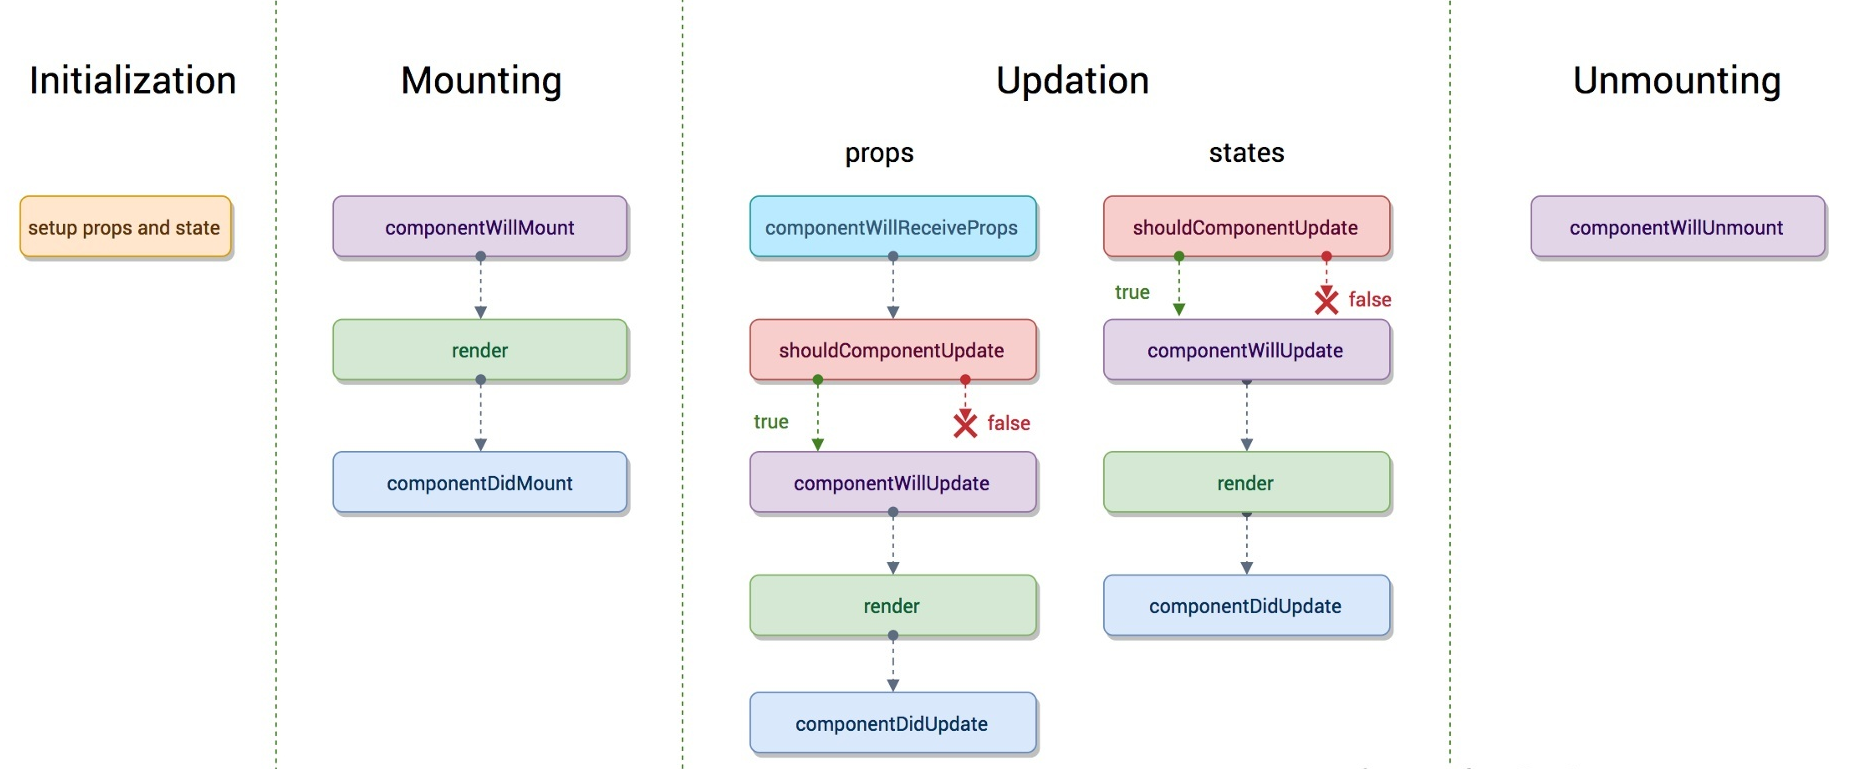 Initialization
Mounting
Updation
Unmounting
props
states
setup props and state
componentWillMount
render
componentDidMount
componentWillReceiveProps
shouldComponentUpdate
true
false
componentWillUpdate
render
componentDidUpdate
shouldComponentUpdate
true
false
componentWillUpdate
render
componentDidUpdate
componentWillUnmount